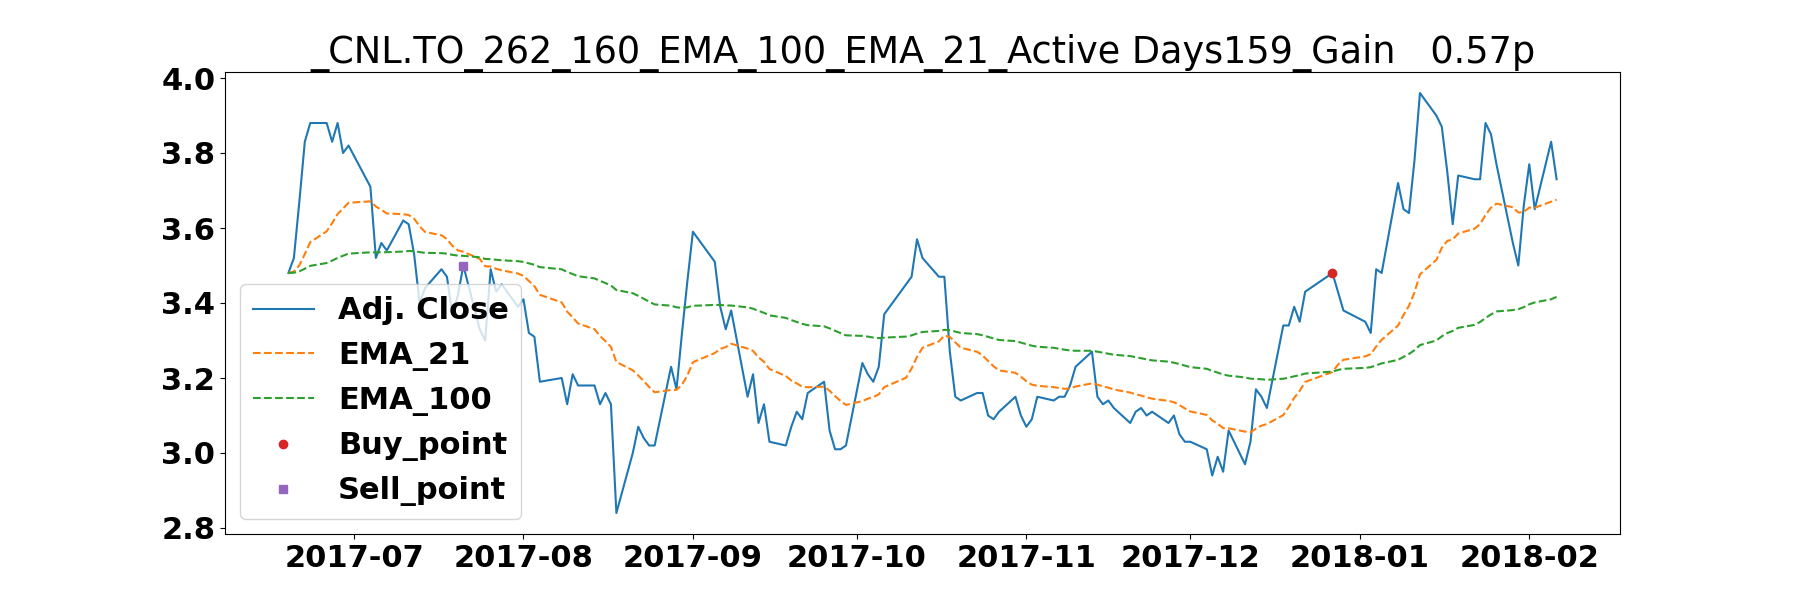 _CNL.TO_262_160_EMA_100_EMA_21_Active Days159_Gain   0.57p
4.0
3.8
3.6
3.4
3.2
3.0
2.8
Adj. Close
EMA_21
EMA_100
Buy_point
Sell_point
2017-07 2017-08 2017-09 2017-10 2017-11 2017-12 2018-01 2018-02